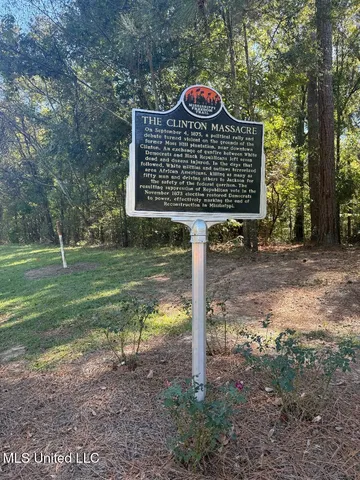 MISSISSIPPI
FREEDOM
TRAIL
THE CLINTON MASSACRE
On September 4, 1875, a political rally and
debate turned violent on the grounds of the
former Moss Hill plantation, near downtown
Clinton. An exchange of gunfire between White
Democrats and Black Republicans left seven
dead and dozens injured. In the days that
followed, White militias and outlaws terrorized
area African Americans, killing as many as
fifty men and driving others to seek
the safety of the federal garrison. The
resulting suppression of Republican vote in the
November 1875 election restored Democrats
to power, effectively marking the end of
Reconstruction in Mississippi.
MLS United LLC